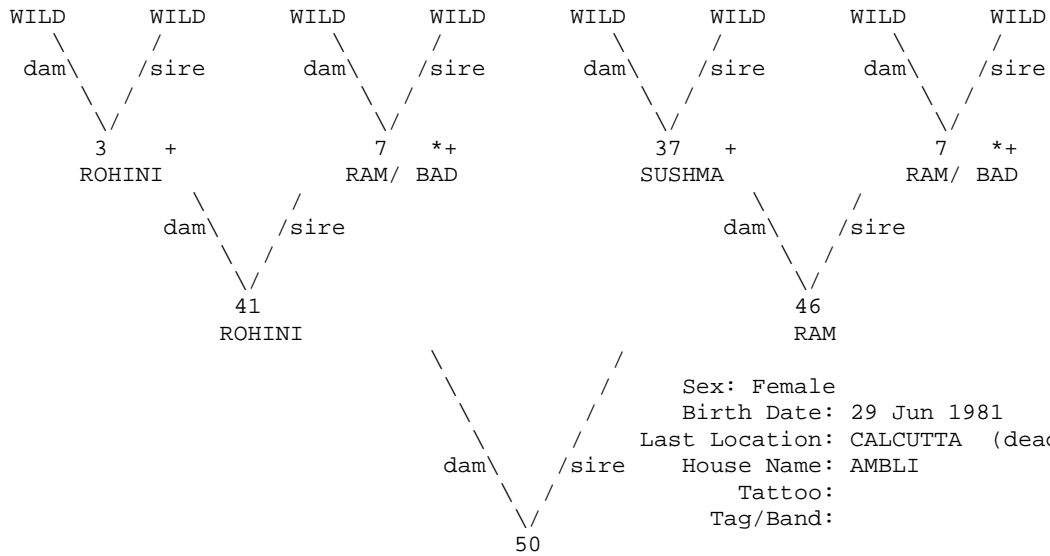 WILD WILD WILD WILD WILD WILD WILD WILD
\ / \ / \ / \ /
dam\ /sire dam\ /sire dam\ /sire dam\ /sire
\ / \ / \ / \ /
\/ \/ \/ \/
3 + 7 *+ 37 + 7 *+
ROHINI RAM/ BAD SUSHMA RAM/ BAD
\ / \ /
dam\ /sire dam\ /sire
\ / \ /
\/ \/
41 46
ROHINI RAM
\ /
\ / Sex: Female
\ / Birth Date: 29 Jun 1981
\ / Last Location: CALCUTTA (dead
dam\ /sire House Name: AMBLI
\ / Tattoo:
\/ Tag/Band:
50